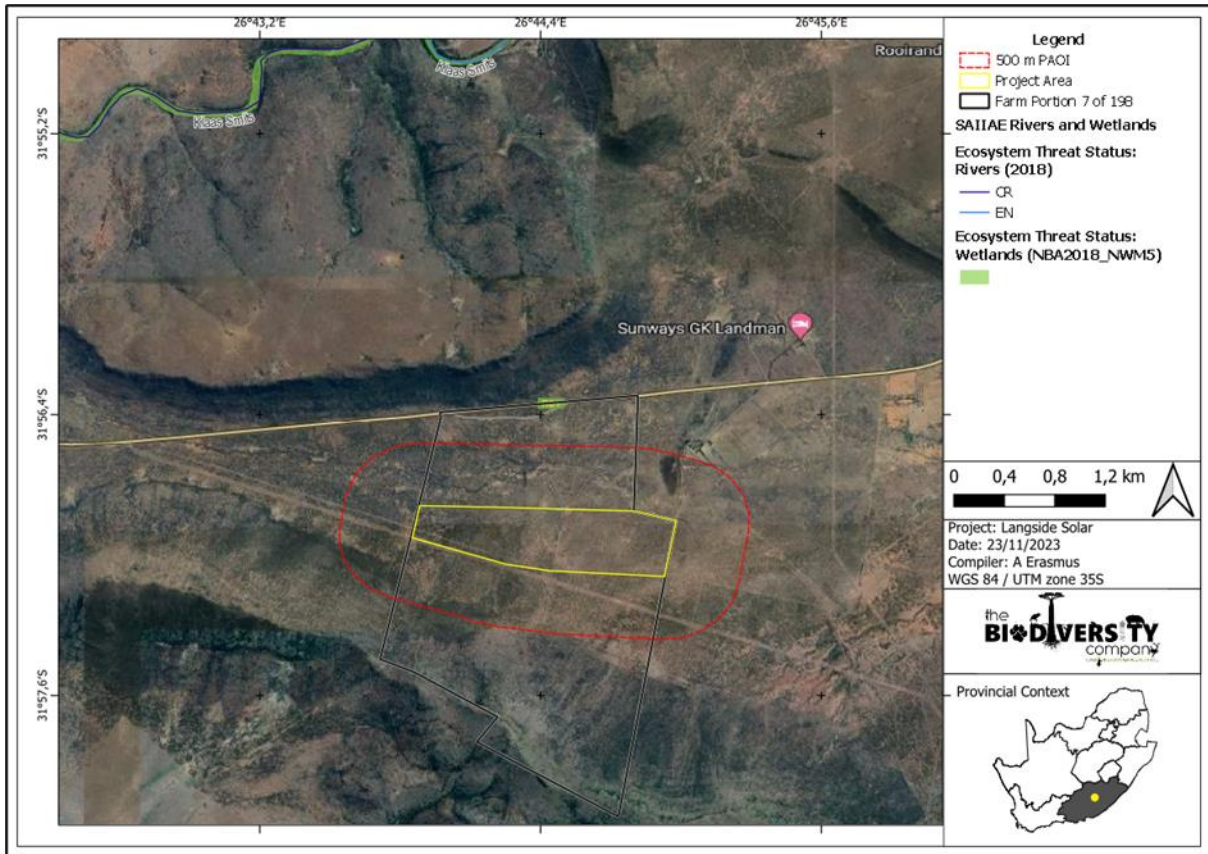 26°43,2'E
26°44,4'E
26°45,6'E
31°55,2'S
31°56,4'S
31°57,6'S
Klaas Smits
Klaas Smits
Rooirand
Sunways GK Landman
Legend
500 m PAOI
Project Area
Farm Portion 7 of 198
SAIIAE Rivers and Wetlands
Ecosystem Threat Status:
Rivers (2018)
CR
EN
Ecosystem Threat Status:
Wetlands (NBA2018_NWM5)
0 0,4 0,8 1,2 km
Project: Langside Solar
Date: 23/11/2023
Compiler: A Erasmus
WGS 84 / UTM zone 35S
the
BIODIVERSITY
company
Provincial Context